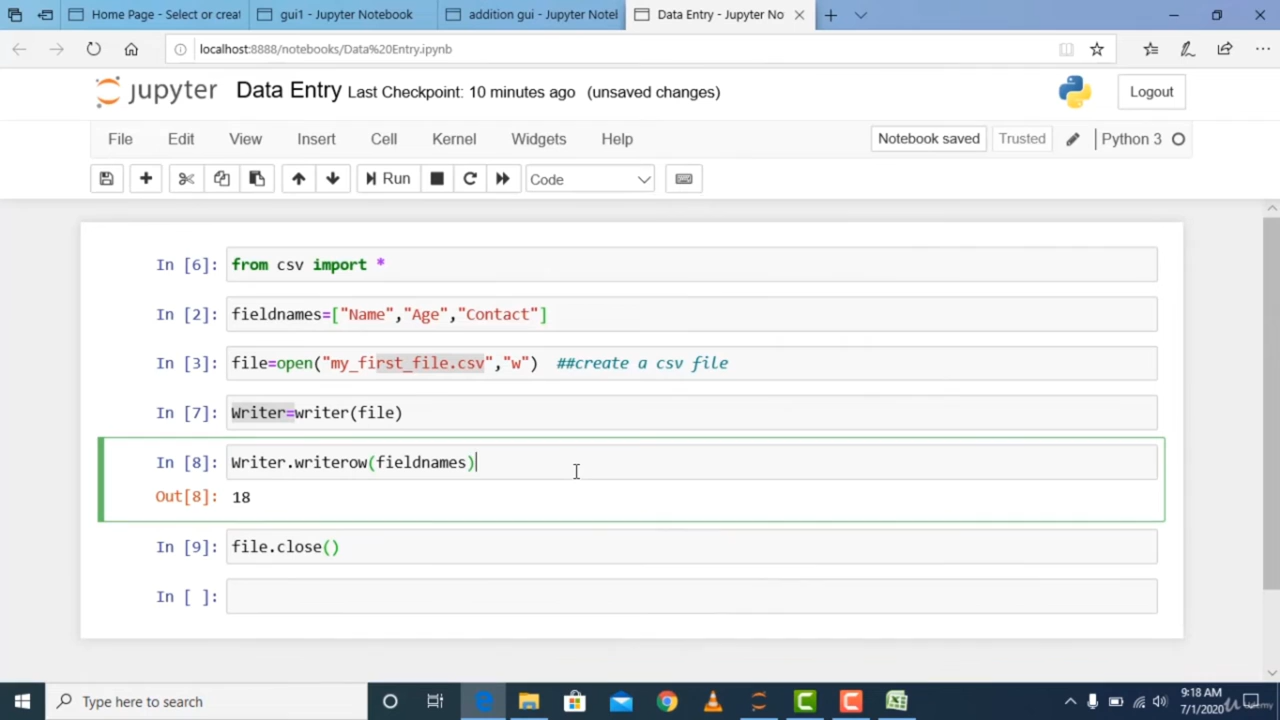 Home Page - Select or creat
gui1 - Jupyter Notebook
addition gui - Jupyter Notel
Data Entry - Jupyter No
localhost:8888/notebooks/Data%20Entry.ipynb
jupyter Data Entry Last Checkpoint: 10 minutes ago (unsaved changes) Logout
File Edit View Insert Cell Kernel Widgets Help Notebook saved Trusted Python 3
Run Code
In [6]: from csv import *
In [2]: fieldnames=["Name","Age","Contact"]
In [3]: file=open("my_first_file.csv","w") ##create a csv file
In [7]: Writer=writer(file)
In [8]: Writer.writerow(fieldnames)
Out[8]: 18
In [9]: file.close()
In [ ]:
Type here to search
9:18 AM
7/1/2020
Udemy